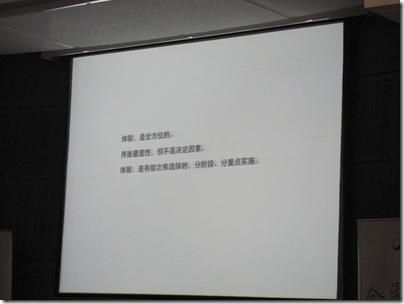 体验，是全方位的。
界面最显性，但不是决定因素。
体验，是有层次有选择的，分阶段、分重点实施。